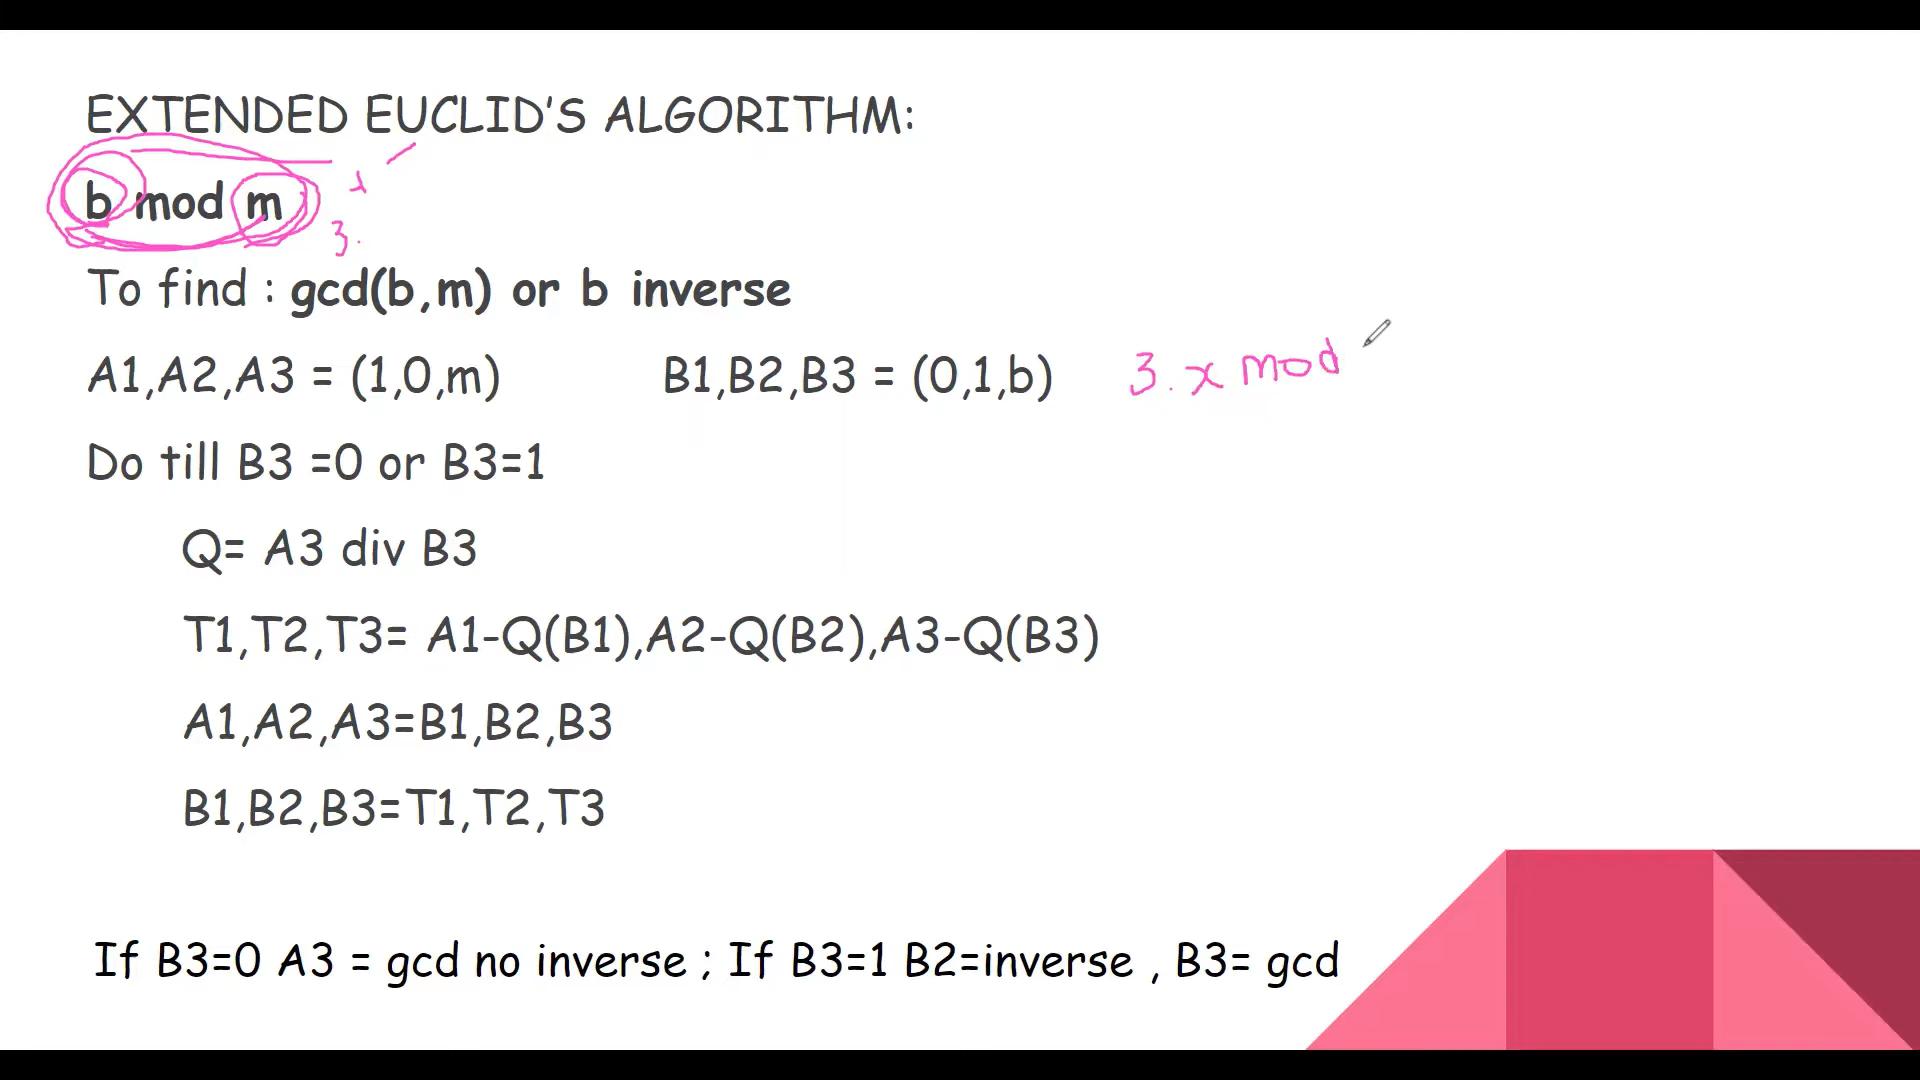 EXTENDED EUCLID'S ALGORITHM:
b mod m
3.
To find : gcd(b,m) or b inverse
A1,A2,A3 = (1,0,m) B1,B2,B3 = (0,1,b) 3.x mod
Do till B3 =0 or B3=1
Q= A3 div B3
T1,T2,T3= A1-Q(B1),A2-Q(B2),A3-Q(B3)
A1,A2,A3=B1,B2,B3
B1,B2,B3=T1,T2,T3
If B3=0 A3 = gcd no inverse ; If B3=1 B2=inverse , B3= gcd